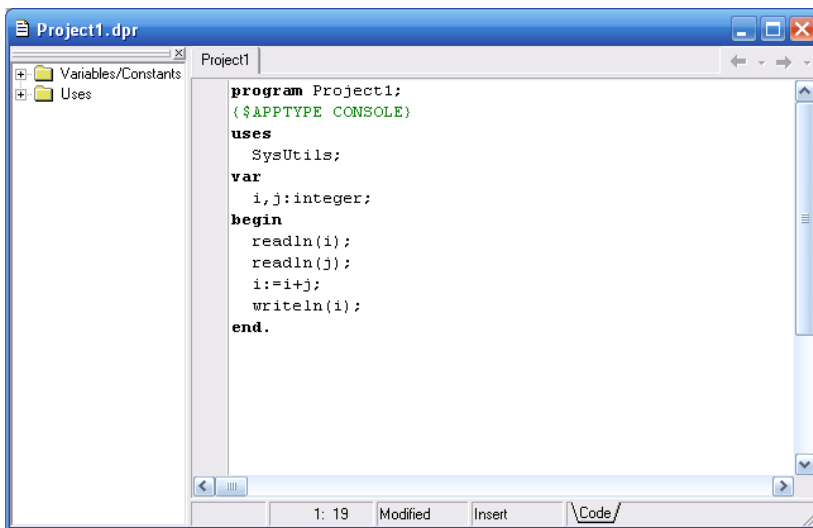 Project1.dpr
Variables/Constants
Uses
Project1
program Project1;
{$APPTYPE CONSOLE}
uses
  SysUtils;
var
  i,j:integer;
begin
  readln(i);
  readln(j);
  i:=i+j;
  writeln(i);
end.
1: 19 Modified Insert \Code/